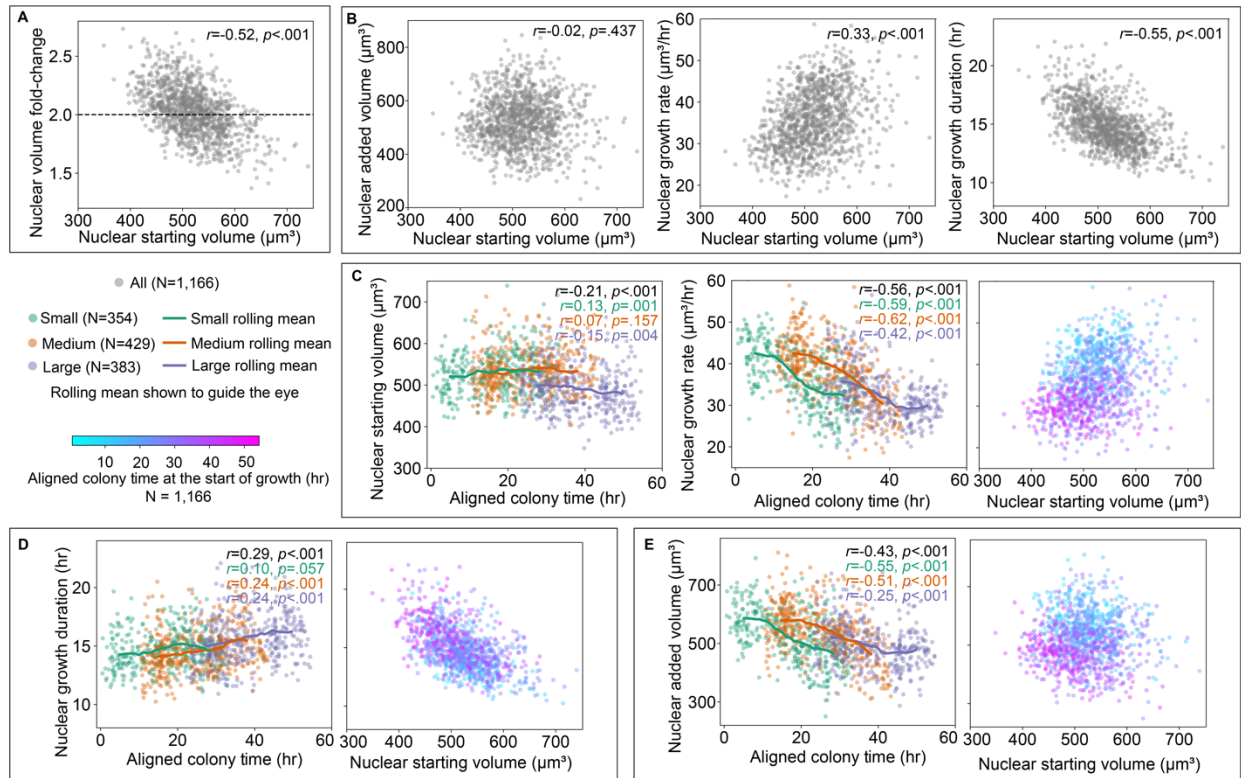 A
r=-0.52, p<.001
Nuclear volume fold-change
2.5
2.0
1.5
300 400 500 600 700
Nuclear starting volume (µm³)
B
r=-0.02, p=.437
Nuclear added volume (µm³)
800
600
400
200
300 400 500 600 700
Nuclear starting volume (µm³)
r=0.33, p<.001
Nuclear growth rate (µm³/hr)
60
50
40
30
20
300 400 500 600 700
Nuclear starting volume (µm³)
r=-0.55, p<.001
Nuclear growth duration (hr)
20
15
10
300 400 500 600 700
Nuclear starting volume (µm³)
All (N=1,166)
Small (N=354) Small rolling mean
Medium (N=429) Medium rolling mean
Large (N=383) Large rolling mean
Rolling mean shown to guide the eye
10 20 30 40 50
Aligned colony time at the start of growth (hr)
N = 1,166
C
r=-0.21, p<.001
r=0.13, p=.001
r=0.07, p=.157
r=-0.15, p=.004
Nuclear starting volume (µm³)
700
600
500
400
300
0 20 40 60
Aligned colony time (hr)
r=-0.56, p<.001
r=-0.59, p<.001
r=-0.62, p<.001
r=-0.42, p<.001
Nuclear growth rate (µm³/hr)
60
50
40
30
20
0 20 40 60
Aligned colony time (hr)
300 400 500 600 700
Nuclear starting volume (µm³)
D
r=0.29, p<.001
r=0.10, p=.057
r=0.24, p<.001
r=0.24, p<.001
Nuclear growth duration (hr)
20
15
10
0 20 40 60
Aligned colony time (hr)
300 400 500 600 700
Nuclear starting volume (µm³)
E
r=-0.43, p<.001
r=-0.55, p<.001
r=-0.51, p<.001
r=-0.25, p<.001
Nuclear added volume (µm³)
700
500
300
0 20 40 60
Aligned colony time (hr)
300 400 500 600 700
Nuclear starting volume (µm³)